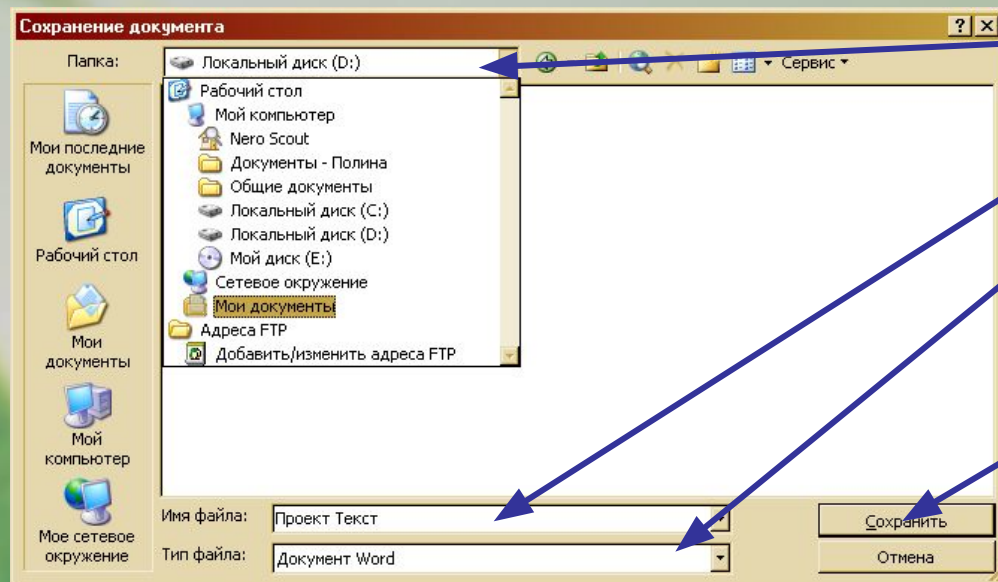 Сохранение документа
Папка:
Локальный диск (D:)
Сервис
Рабочий стол
Мой компьютер
Nero Scout
Документы - Полина
Общие документы
Локальный диск (C:)
Локальный диск (D:)
Мой диск (E:)
Сетевое окружение
Мои документы
Адреса FTP
Добавить/изменить адреса FTP
Мои последние
документы
Рабочий стол
Мои
документы
Мой
компьютер
Мое сетевое
окружение
Имя файла:
Проект Текст
Сохранить
Тип файла:
Документ Word
Отмена